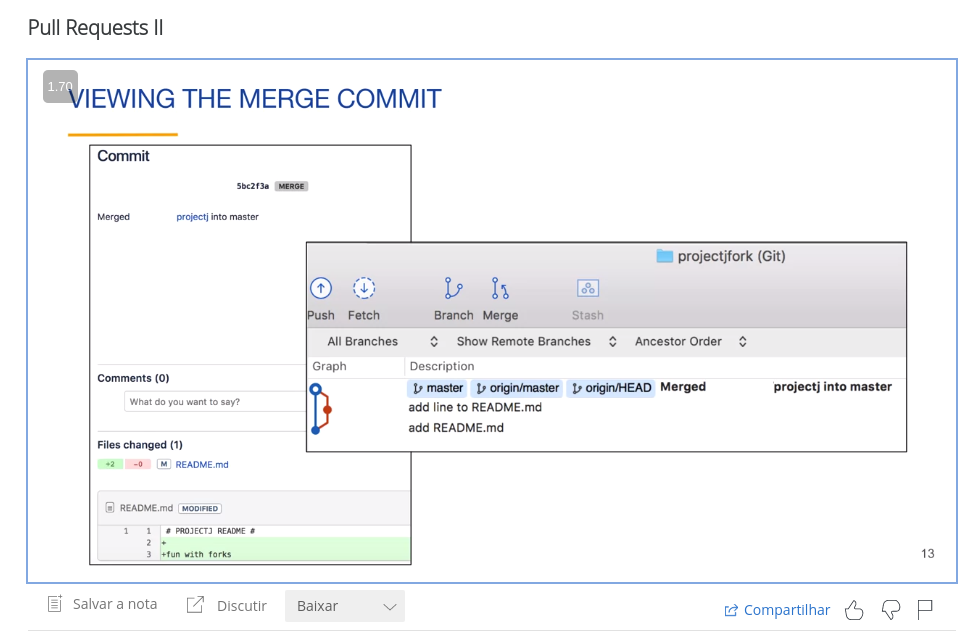 Pull Requests II
1.70
VIEWING THE MERGE COMMIT
Commit
5bc2f3a MERGE
Merged projectj into master
Comments (0)
What do you want to say?
Files changed (1)
+2 -0 M README.md
README.md MODIFIED
1 1 # PROJECTJ README #
2 +
3 +fun with forks
projectjfork (Git)
Push Fetch Branch Merge Stash
All Branches Show Remote Branches Ancestor Order
Graph Description
master origin/master origin/HEAD Merged projectj into master
add line to README.md
add README.md
13
Salvar a nota Discutir Baixar Compartilhar